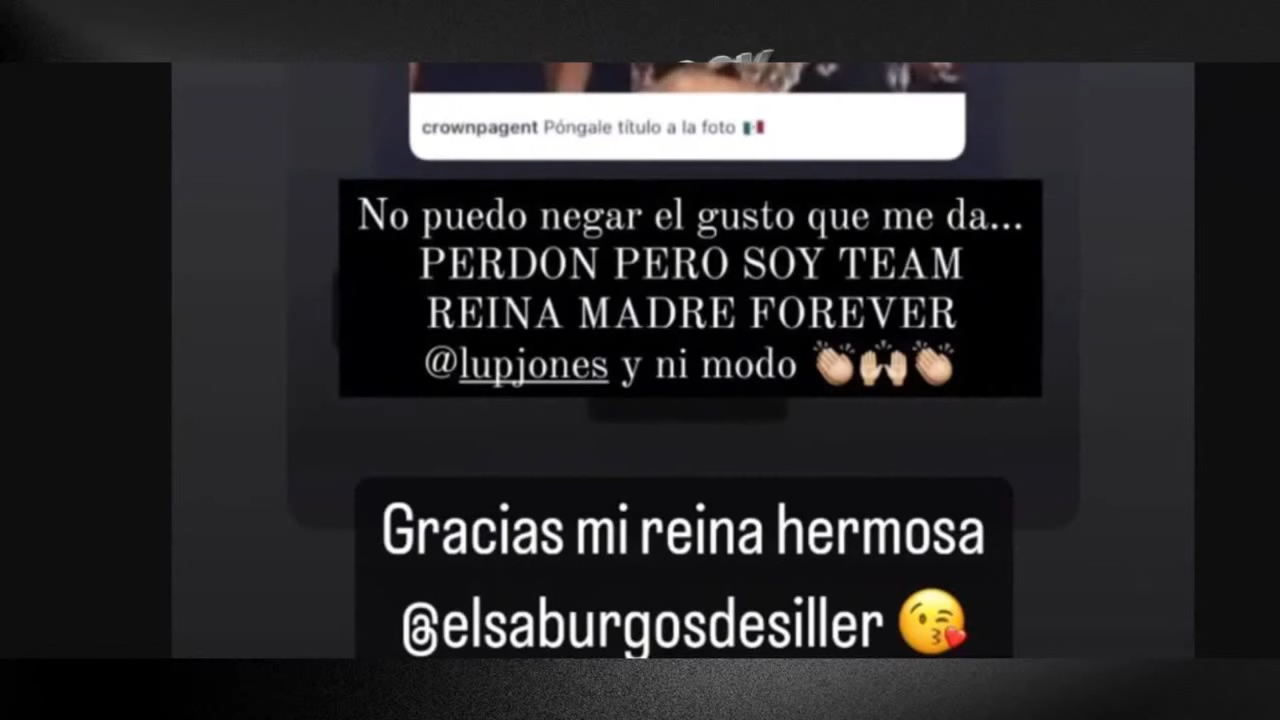 crownpagent Póngale título a la foto 🇲🇽
No puedo negar el gusto que me da...
PERDON PERO SOY TEAM
REINA MADRE FOREVER
@lupjones y ni modo 👏🏼🙌🏼👏🏼
Gracias mi reina hermosa
@elsaburgosdesiller 😘